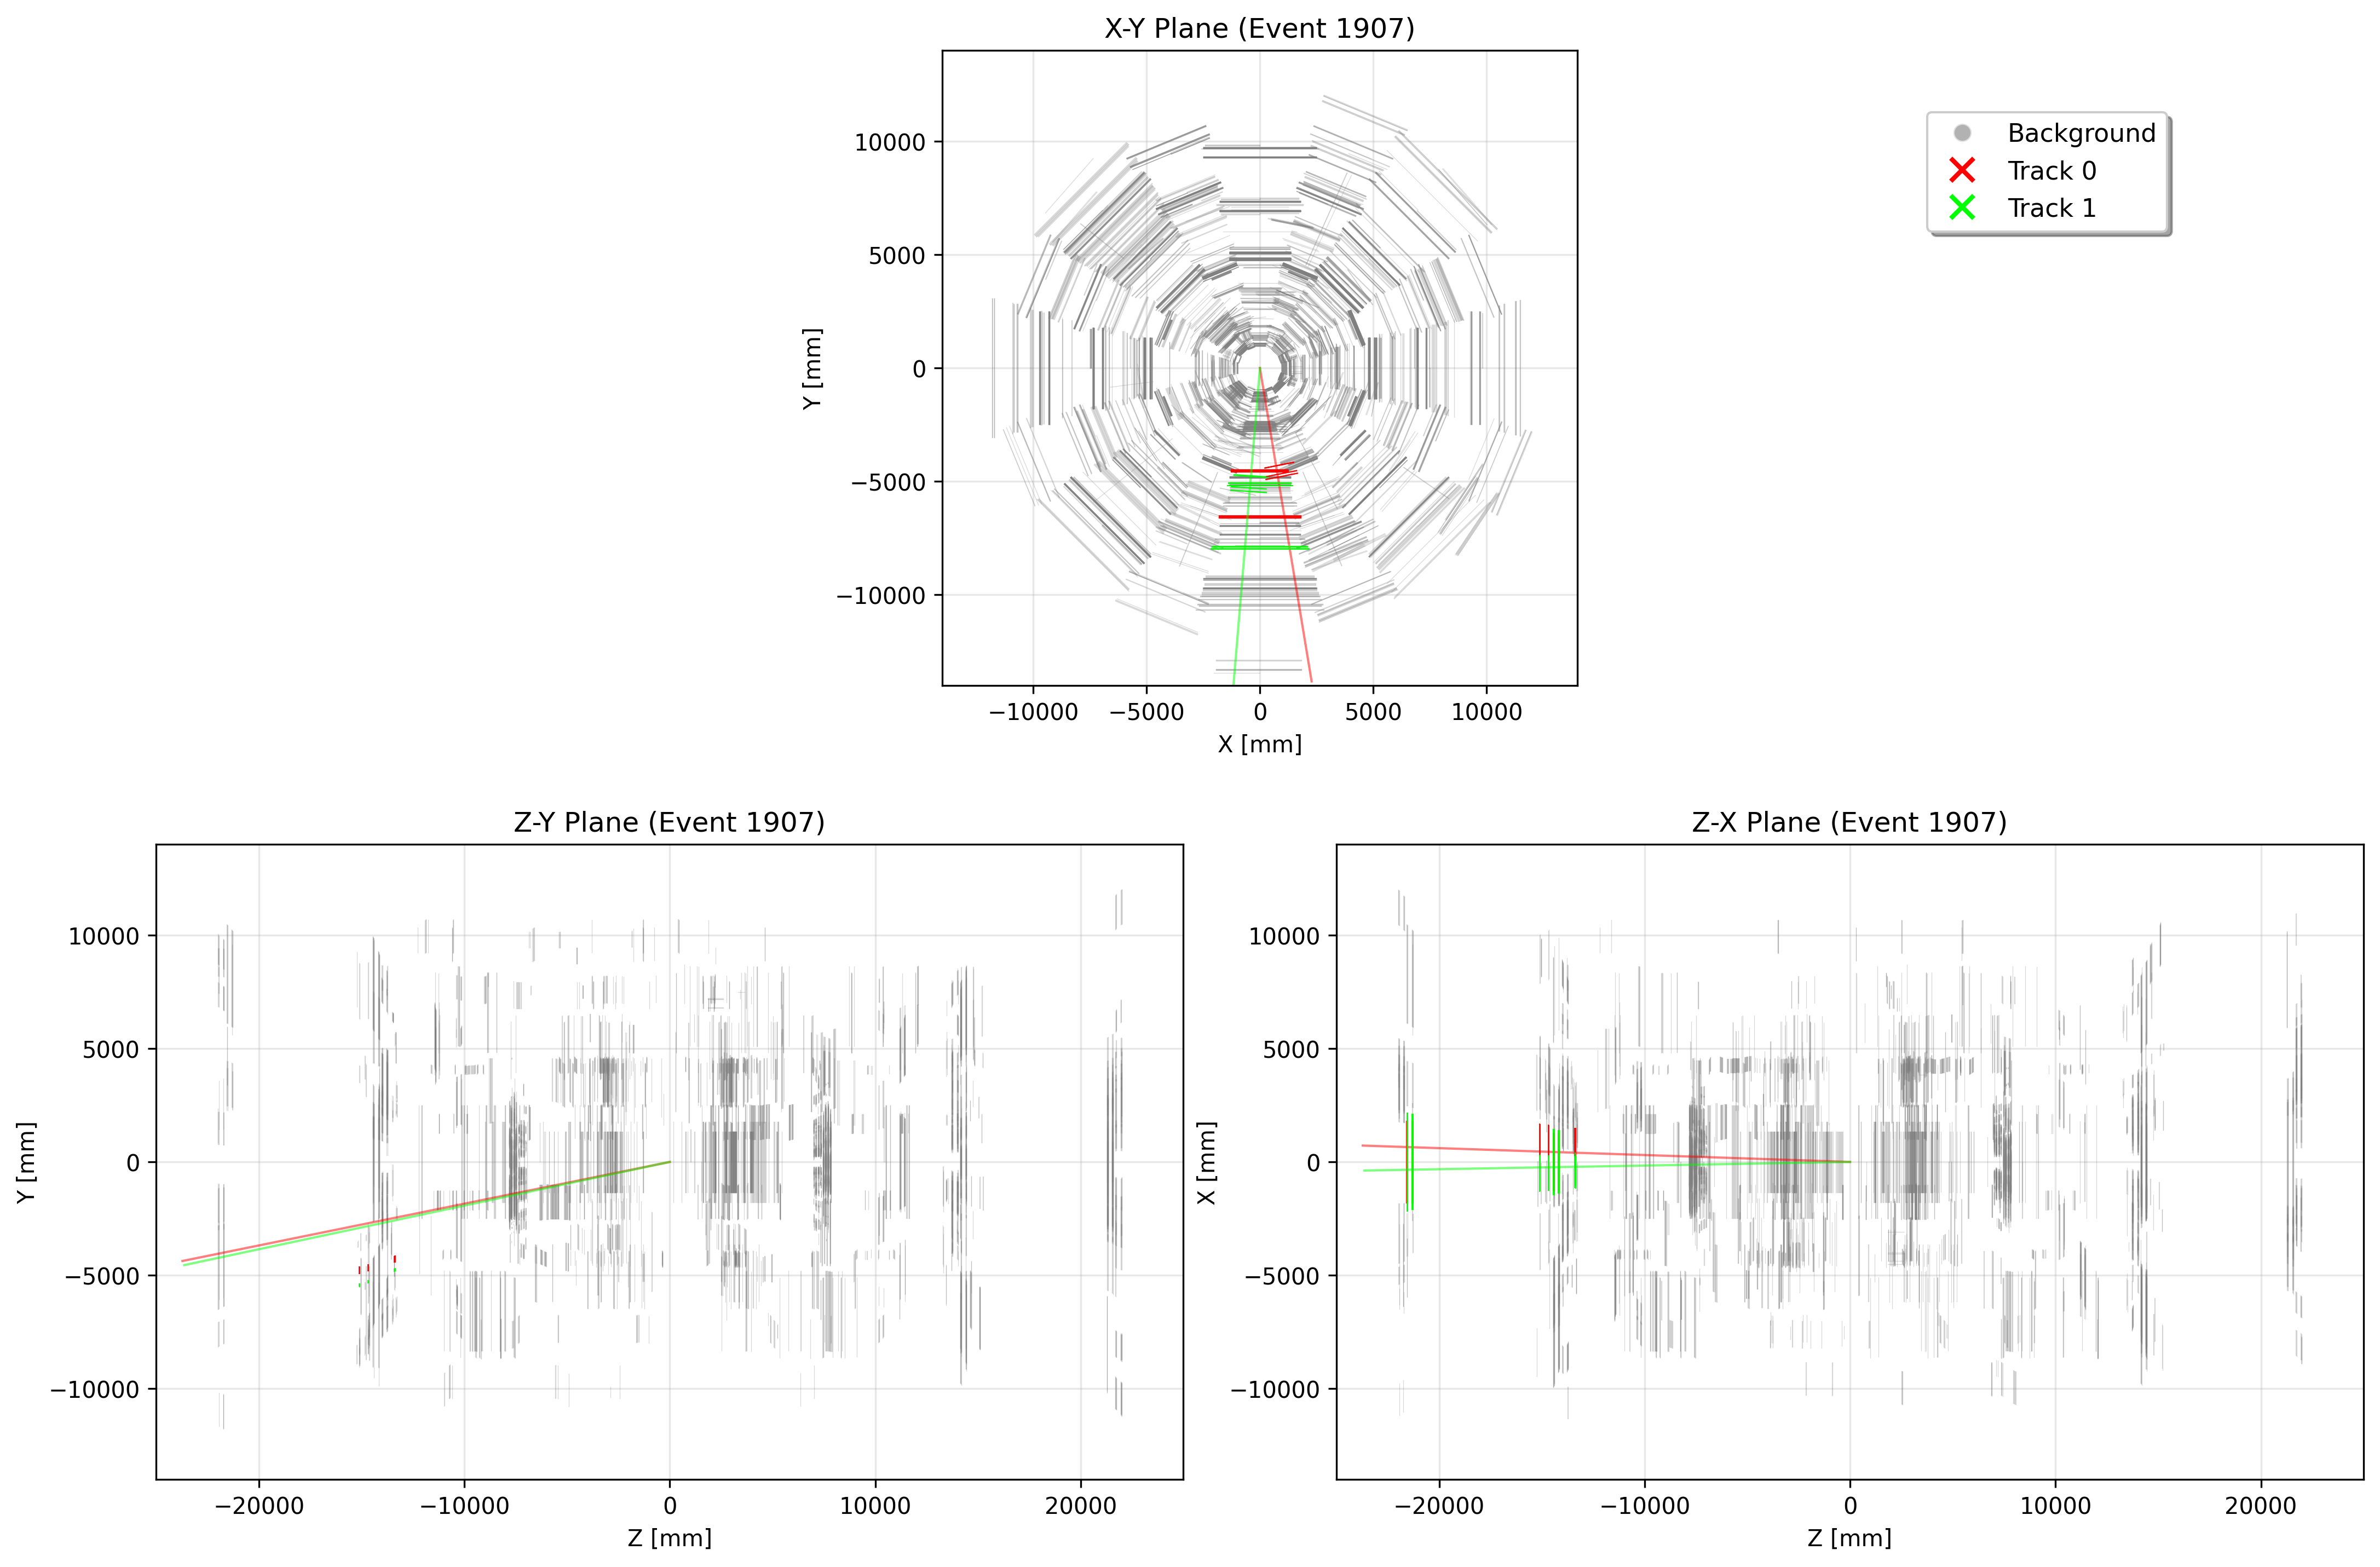 X-Y Plane (Event 1907)
Y [mm]
10000
5000
0
−5000
−10000
−10000 −5000 0 5000 10000
X [mm]
Background
Track 0
Track 1
Z-Y Plane (Event 1907)
Y [mm]
10000
5000
0
−5000
−10000
−20000 −10000 0 10000 20000
Z [mm]
Z-X Plane (Event 1907)
X [mm]
10000
5000
0
−5000
−10000
−20000 −10000 0 10000 20000
Z [mm]